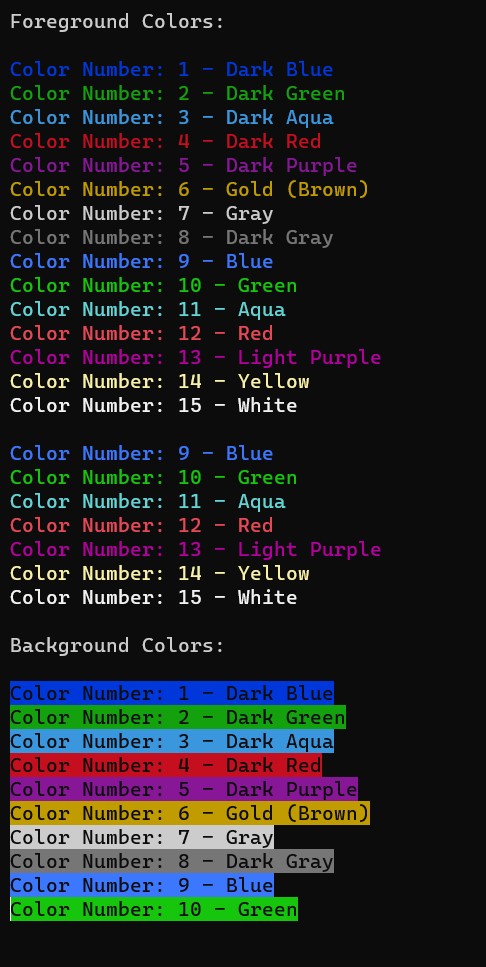 Foreground Colors:
Color Number: 1 - Dark Blue
Color Number: 2 - Dark Green
Color Number: 3 - Dark Aqua
Color Number: 4 - Dark Red
Color Number: 5 - Dark Purple
Color Number: 6 - Gold (Brown)
Color Number: 7 - Gray
Color Number: 8 - Dark Gray
Color Number: 9 - Blue
Color Number: 10 - Green
Color Number: 11 - Aqua
Color Number: 12 - Red
Color Number: 13 - Light Purple
Color Number: 14 - Yellow
Color Number: 15 - White
Color Number: 9 - Blue
Color Number: 10 - Green
Color Number: 11 - Aqua
Color Number: 12 - Red
Color Number: 13 - Light Purple
Color Number: 14 - Yellow
Color Number: 15 - White
Background Colors:
Color Number: 1 - Dark Blue
Color Number: 2 - Dark Green
Color Number: 3 - Dark Aqua
Color Number: 4 - Dark Red
Color Number: 5 - Dark Purple
Color Number: 6 - Gold (Brown)
Color Number: 7 - Gray
Color Number: 8 - Dark Gray
Color Number: 9 - Blue
Color Number: 10 - Green